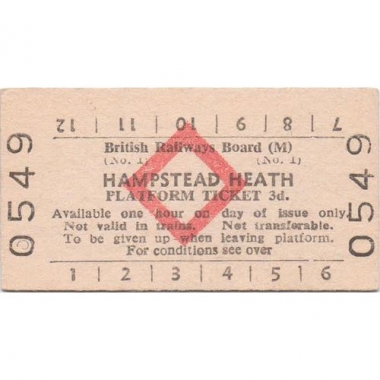 12 | 11 | 10 | 9 | 8 | 7
British Railways Board (M)
(No. 1) (No. 1)
HAMPSTEAD HEATH
PLATFORM TICKET 3d.
Available one hour on day of issue only.
Not valid in trains. Not transferable.
To be given up when leaving platform.
For conditions see over
1 | 2 | 3 | 4 | 5 | 6
0549
0549